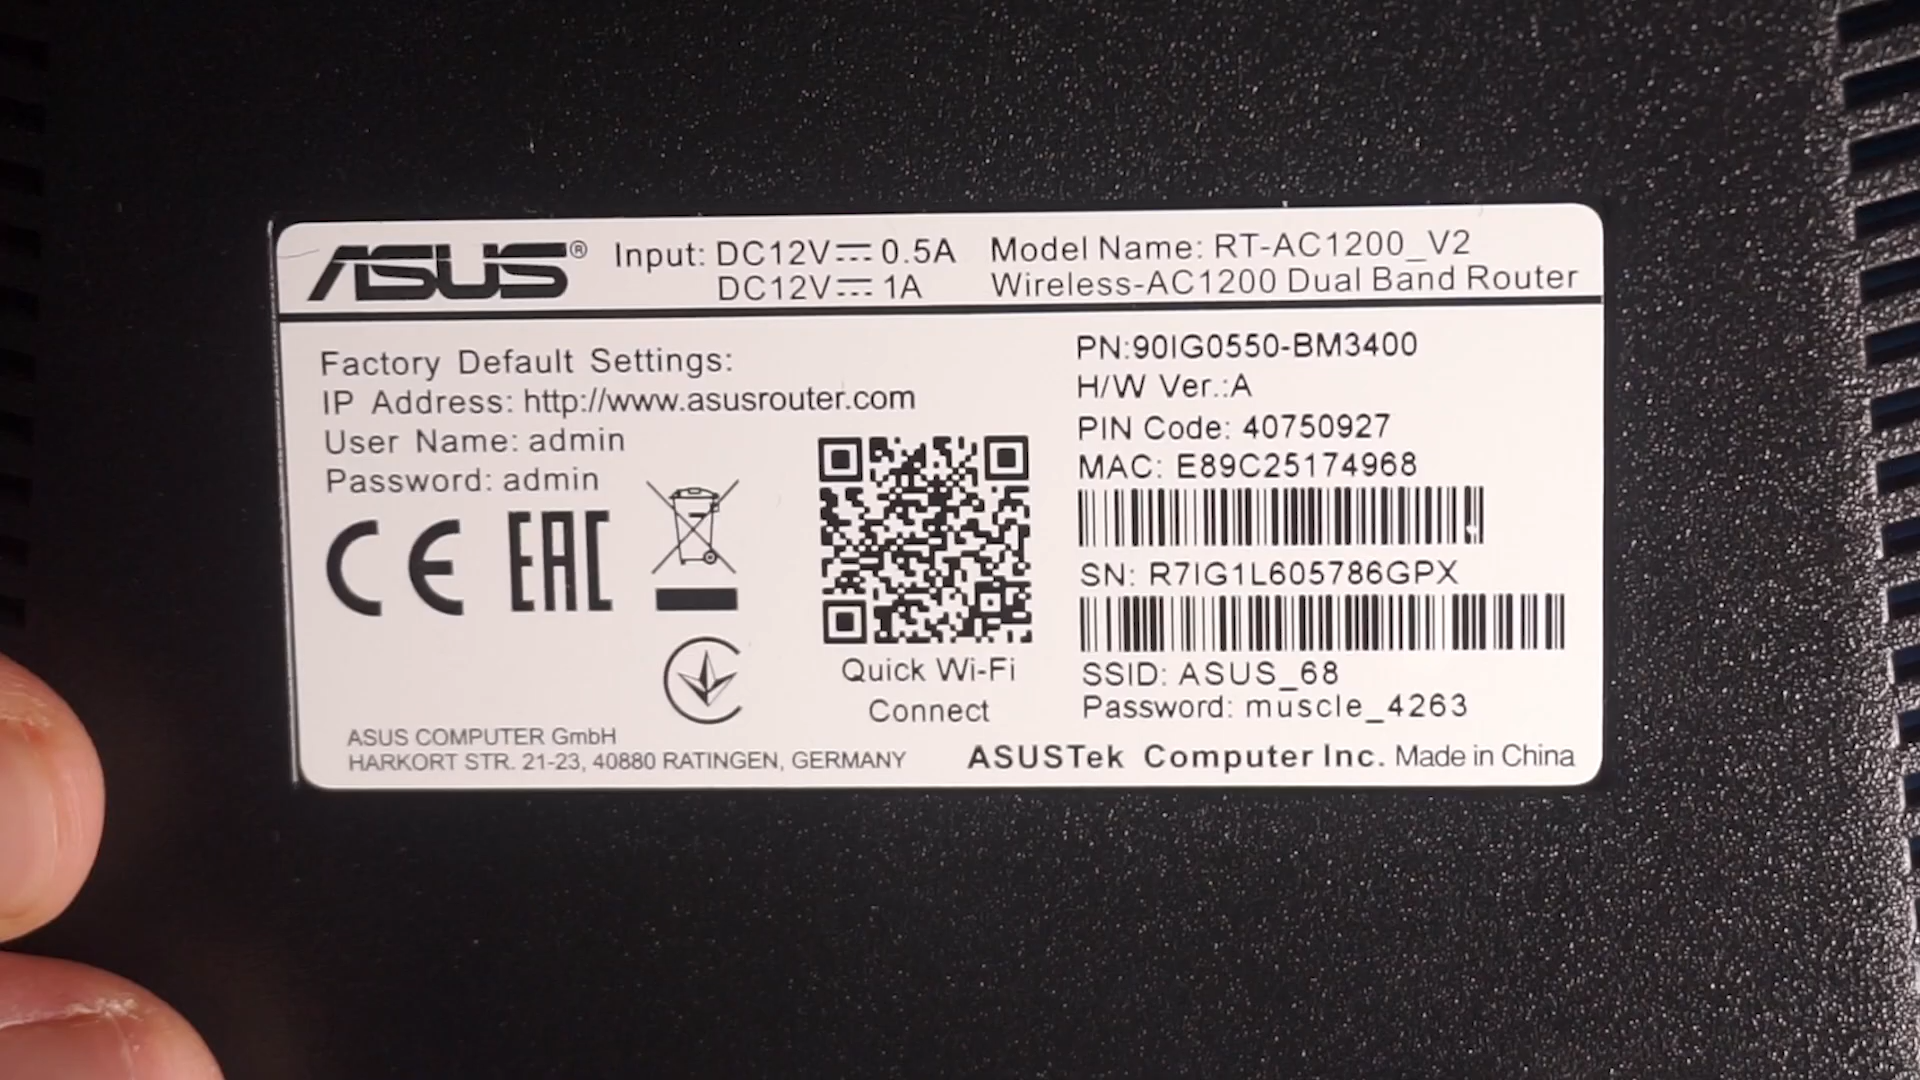 ASUS® Input: DC12V⎓0.5A Model Name: RT-AC1200_V2
DC12V⎓1A Wireless-AC1200 Dual Band Router
Factory Default Settings:
IP Address: http://www.asusrouter.com
User Name: admin
Password: admin
CE EAC
Quick Wi-Fi
Connect
PN:90IG0550-BM3400
H/W Ver.:A
PIN Code: 40750927
MAC: E89C25174968
SN: R7IG1L605786GPX
SSID: ASUS_68
Password: muscle_4263
ASUS COMPUTER GmbH
HARKORT STR. 21-23, 40880 RATINGEN, GERMANY
ASUSTek Computer Inc. Made in China